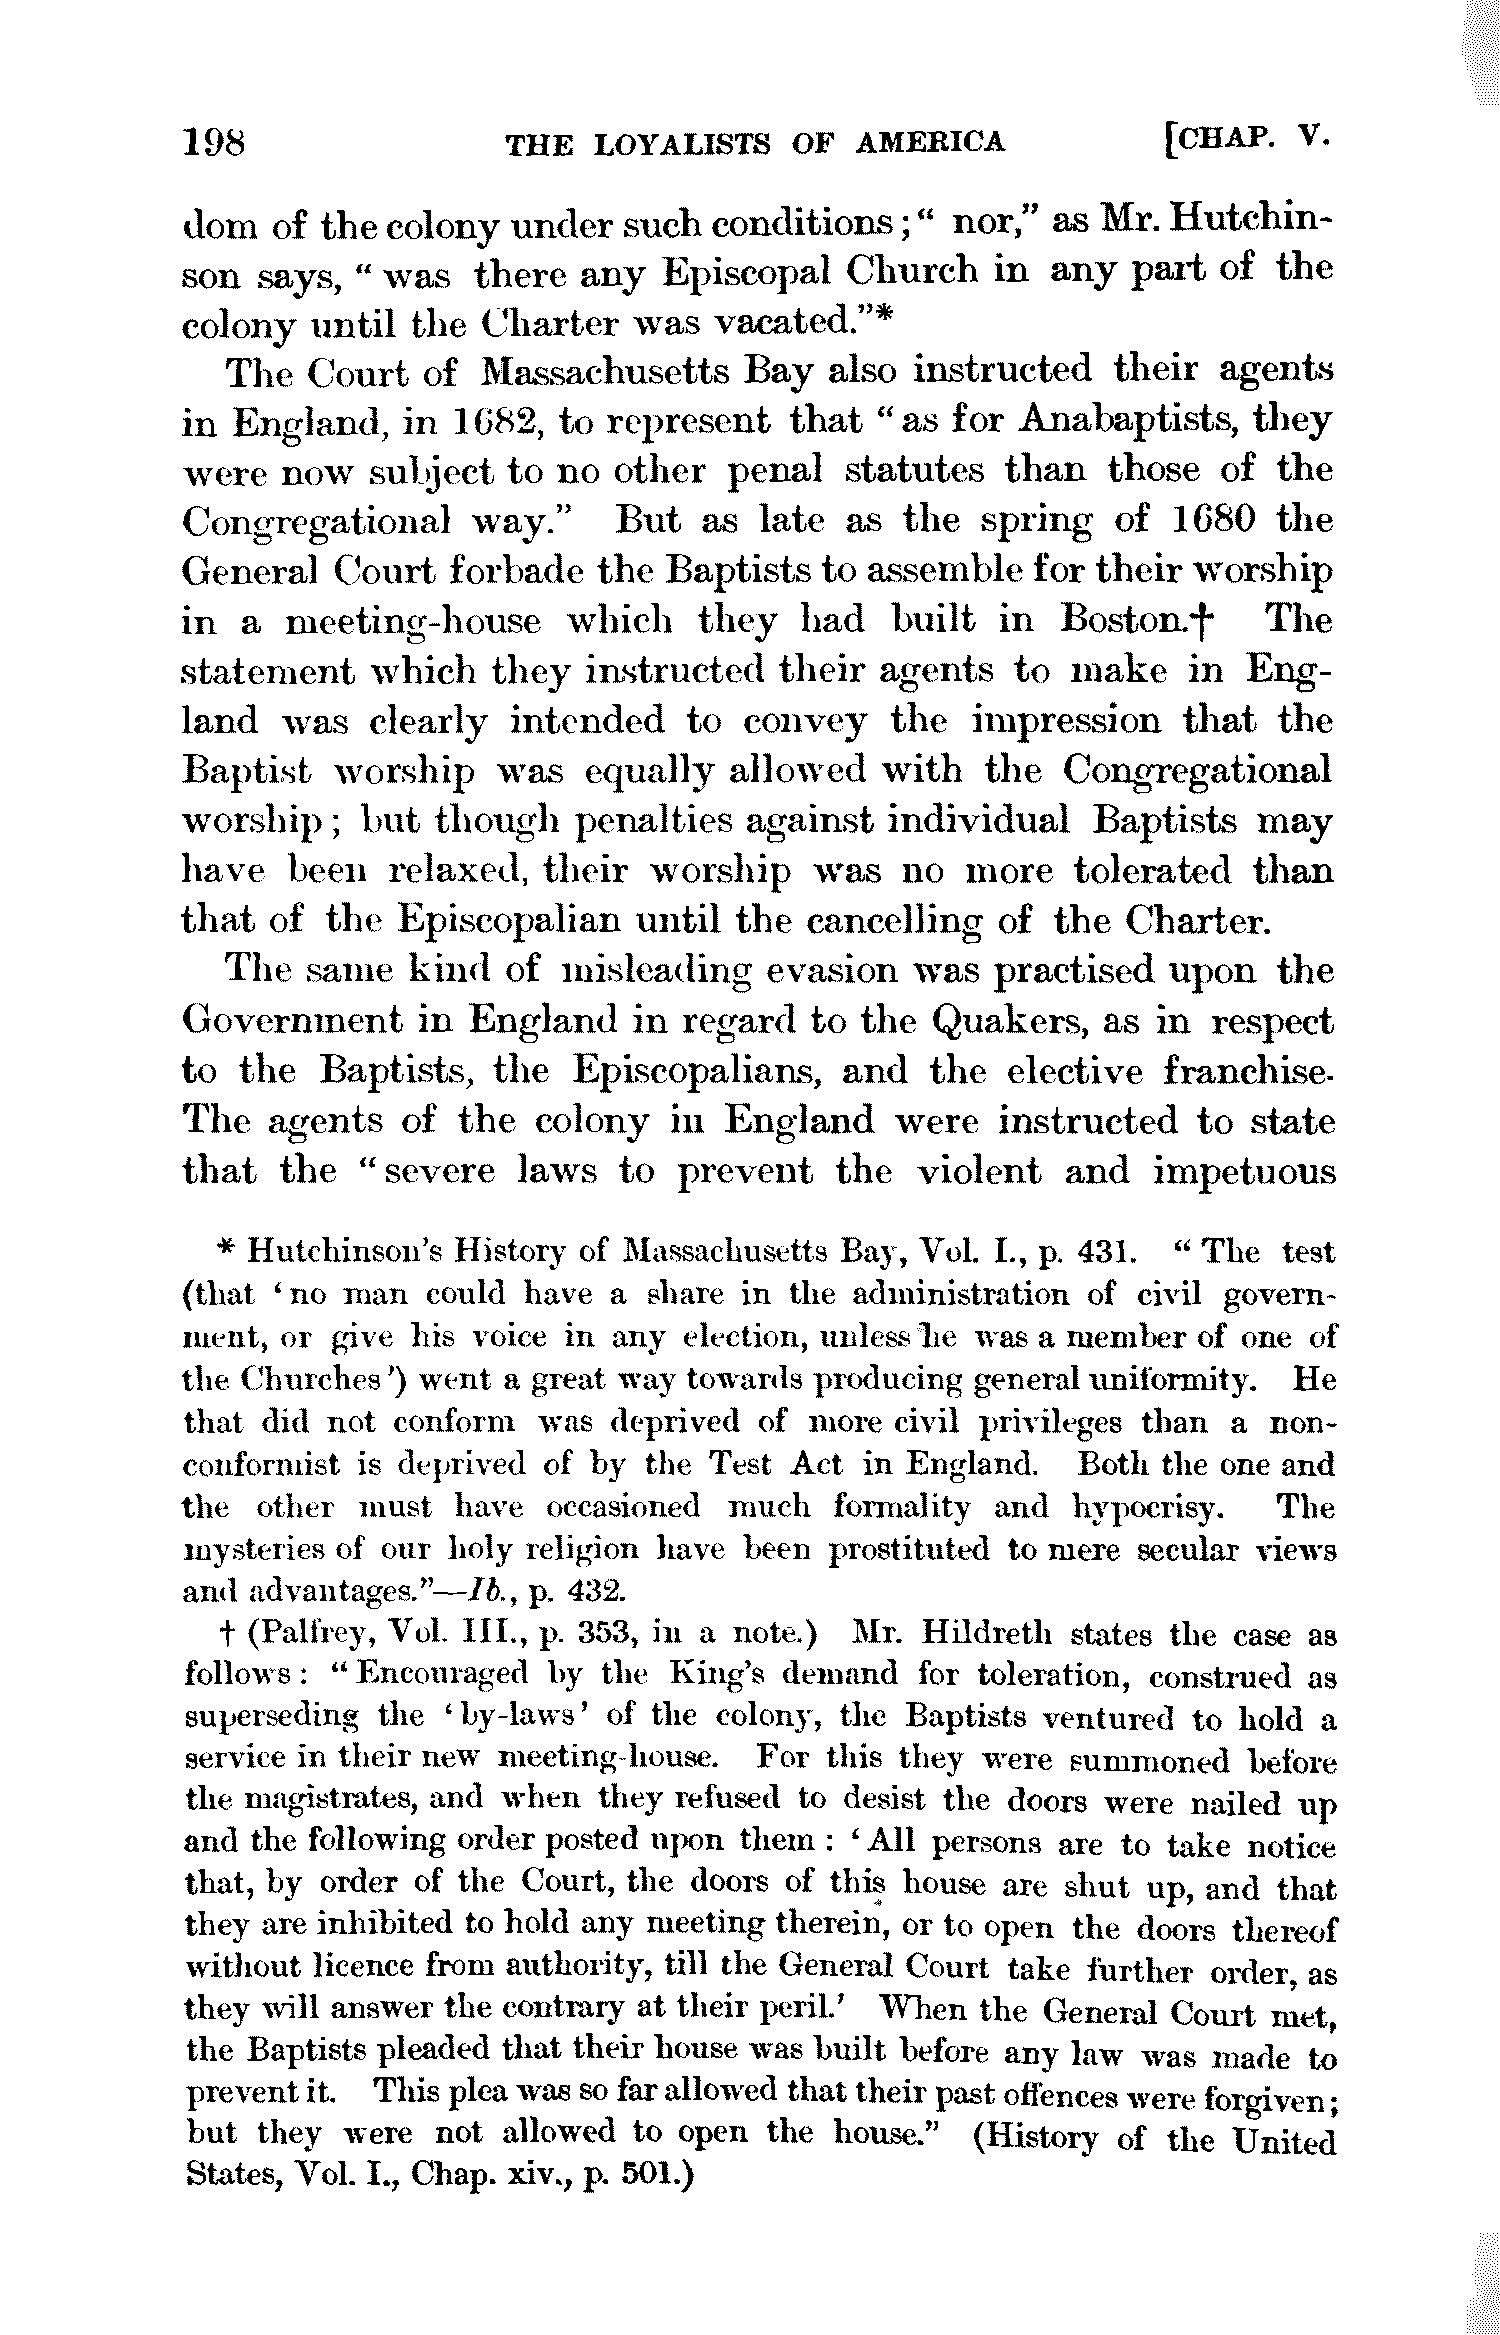 198 THE LOYALISTS OF AMERICA [CHAP. V.
dom of the colony under such conditions;" nor," as Mr. Hutchin-
son says, "was there any Episcopal Church in any part of the
colony until the Charter was vacated."*
The Court of Massachusetts Bay also instructed their agents
in England, in 1682, to represent that "as for Anabaptists, they
were now subject to no other penal statutes than those of the
Congregational way." But as late as the spring of 1680 the
General Court forbade the Baptists to assemble for their worship
in a meeting-house which they had built in Boston.† The
statement which they instructed their agents to make in Eng-
land was clearly intended to convey the impression that the
Baptist worship was equally allowed with the Congregational
worship; but though penalties against individual Baptists may
have been relaxed, their worship was no more tolerated than
that of the Episcopalian until the cancelling of the Charter.
The same kind of misleading evasion was practised upon the
Government in England in regard to the Quakers, as in respect
to the Baptists, the Episcopalians, and the elective franchise.
The agents of the colony in England were instructed to state
that the "severe laws to prevent the violent and impetuous
* Hutchinson's History of Massachusetts Bay, Vol. I., p. 431. "The test
(that 'no man could have a share in the administration of civil govern-
ment, or give his voice in any election, unless he was a member of one of
the Churches') went a great way towards producing general uniformity. He
that did not conform was deprived of more civil privileges than a non-
conformist is deprived of by the Test Act in England. Both the one and
the other must have occasioned much formality and hypocrisy. The
mysteries of our holy religion have been prostituted to mere secular views
and advantages."—Ib., p. 432.
† (Palfrey, Vol. III., p. 353, in a note.) Mr. Hildreth states the case as
follows: "Encouraged by the King's demand for toleration, construed as
superseding the 'by-laws' of the colony, the Baptists ventured to hold a
service in their new meeting-house. For this they were summoned before
the magistrates, and when they refused to desist the doors were nailed up
and the following order posted upon them: 'All persons are to take notice
that, by order of the Court, the doors of this house are shut up, and that
they are inhibited to hold any meeting therein, or to open the doors thereof
without licence from authority, till the General Court take further order, as
they will answer the contrary at their peril.' When the General Court met,
the Baptists pleaded that their house was built before any law was made to
prevent it. This plea was so far allowed that their past offences were forgiven;
but they were not allowed to open the house." (History of the United
States, Vol. I., Chap. xiv., p. 501.)